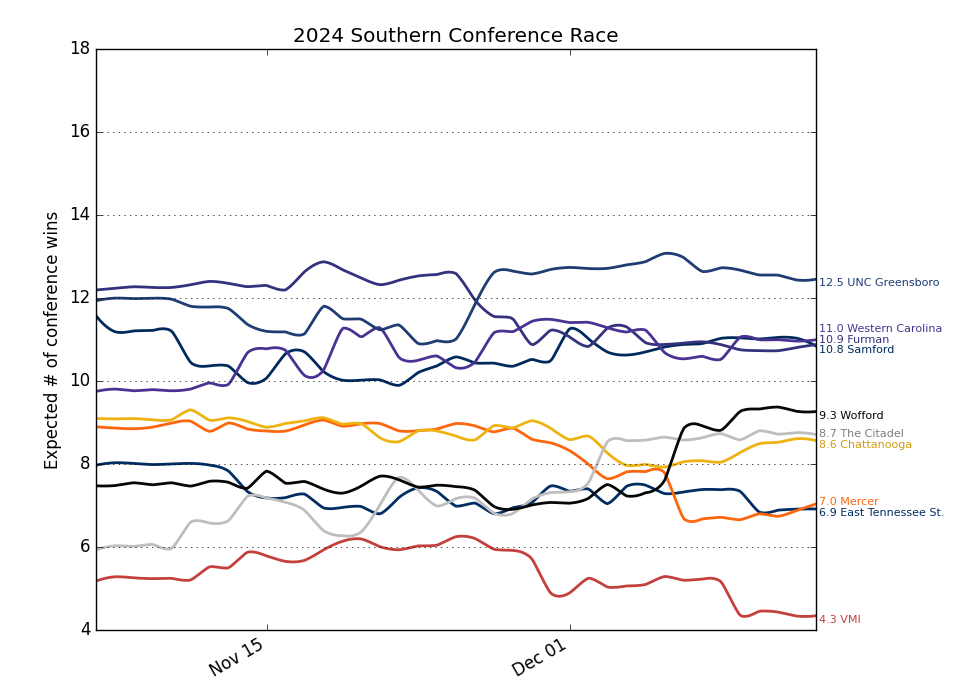 2024 Southern Conference Race
Expected # of conference wins
18
16
14
12
10
8
6
4
Nov 15
Dec 01
12.5 UNC Greensboro
11.0 Western Carolina
10.9 Furman
10.8 Samford
9.3 Wofford
8.7 The Citadel
8.6 Chattanooga
7.0 Mercer
6.9 East Tennessee St.
4.3 VMI